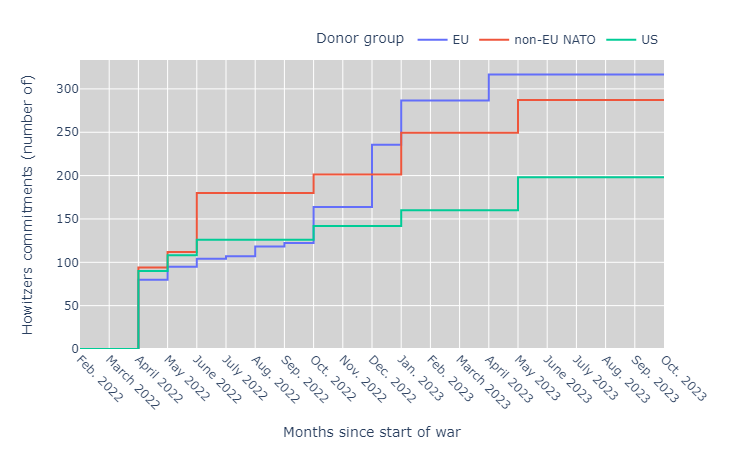 Donor group EU non-EU NATO US
Howitzers commitments (number of)
300
250
200
150
100
50
0
Feb. 2022
March 2022
April 2022
May 2022
June 2022
July 2022
Aug. 2022
Sep. 2022
Oct. 2022
Nov. 2022
Dec. 2022
Jan. 2023
Feb. 2023
March 2023
April 2023
May 2023
June 2023
July 2023
Aug. 2023
Sep. 2023
Oct. 2023
Months since start of war